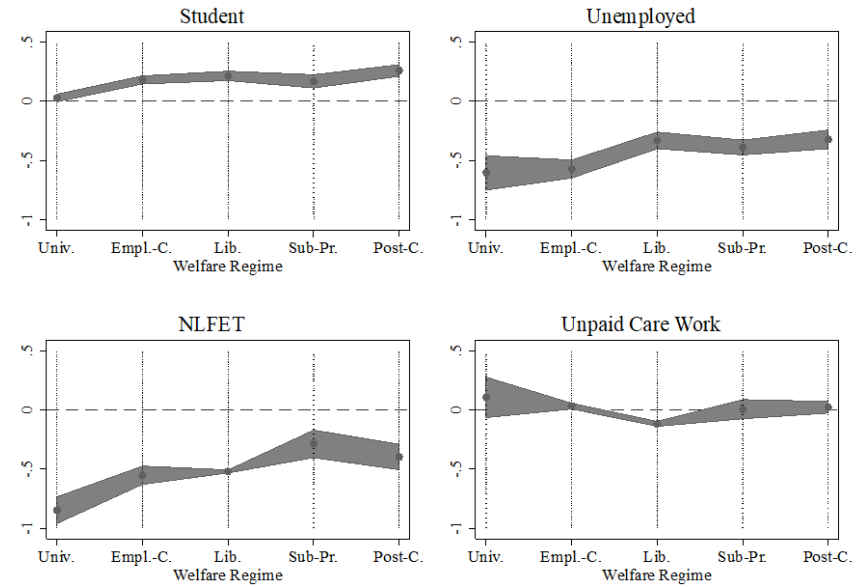 Student
.5
0
-.5
-1
Univ. Empl.-C. Lib. Sub-Pr. Post-C.
Welfare Regime
Unemployed
.5
0
-.5
-1
Univ. Empl.-C. Lib. Sub-Pr. Post-C.
Welfare Regime
NLFET
.5
0
-.5
-1
Univ. Empl.-C. Lib. Sub-Pr. Post-C.
Welfare Regime
Unpaid Care Work
.5
0
-.5
-1
Univ. Empl.-C. Lib. Sub-Pr. Post-C.
Welfare Regime